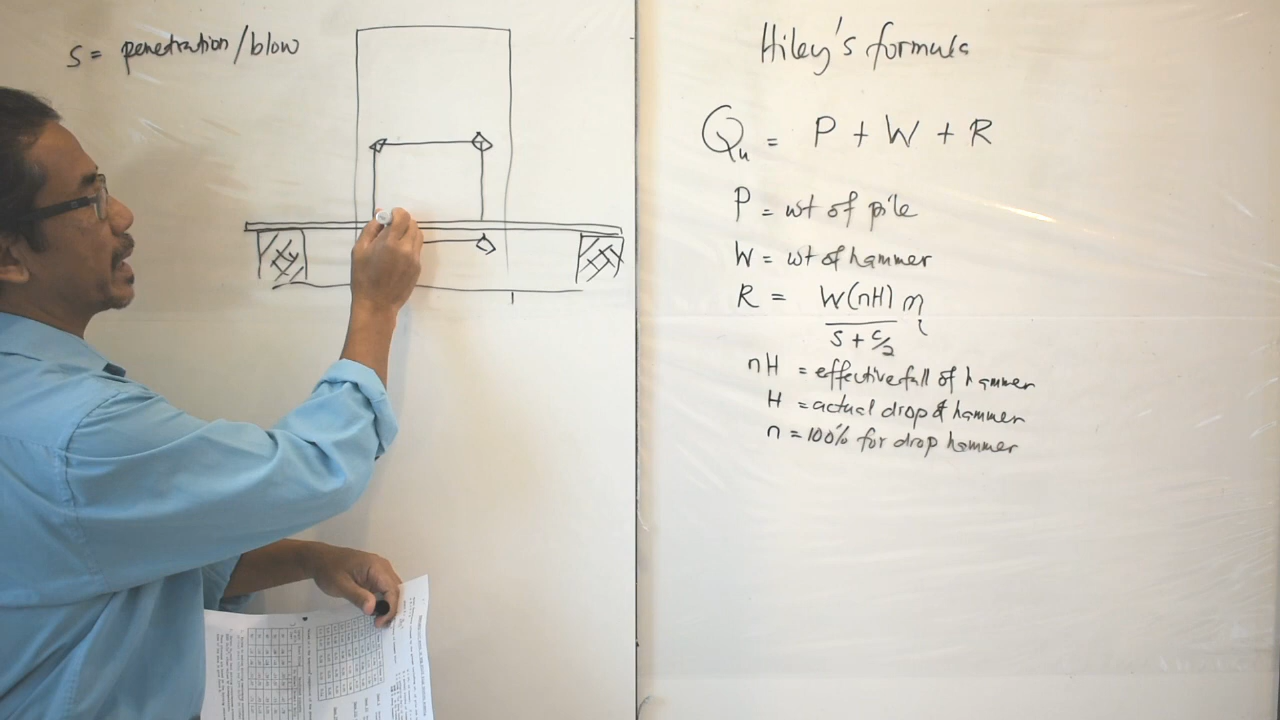 S = penetration/blow
Hiley's formula
Qu = P + W + R
P = wt of pile
W = wt of hammer
R = W(nH) η
S + c/2
nH = effective fall of hammer
H = actual drop of hammer
n = 100% for drop hammer